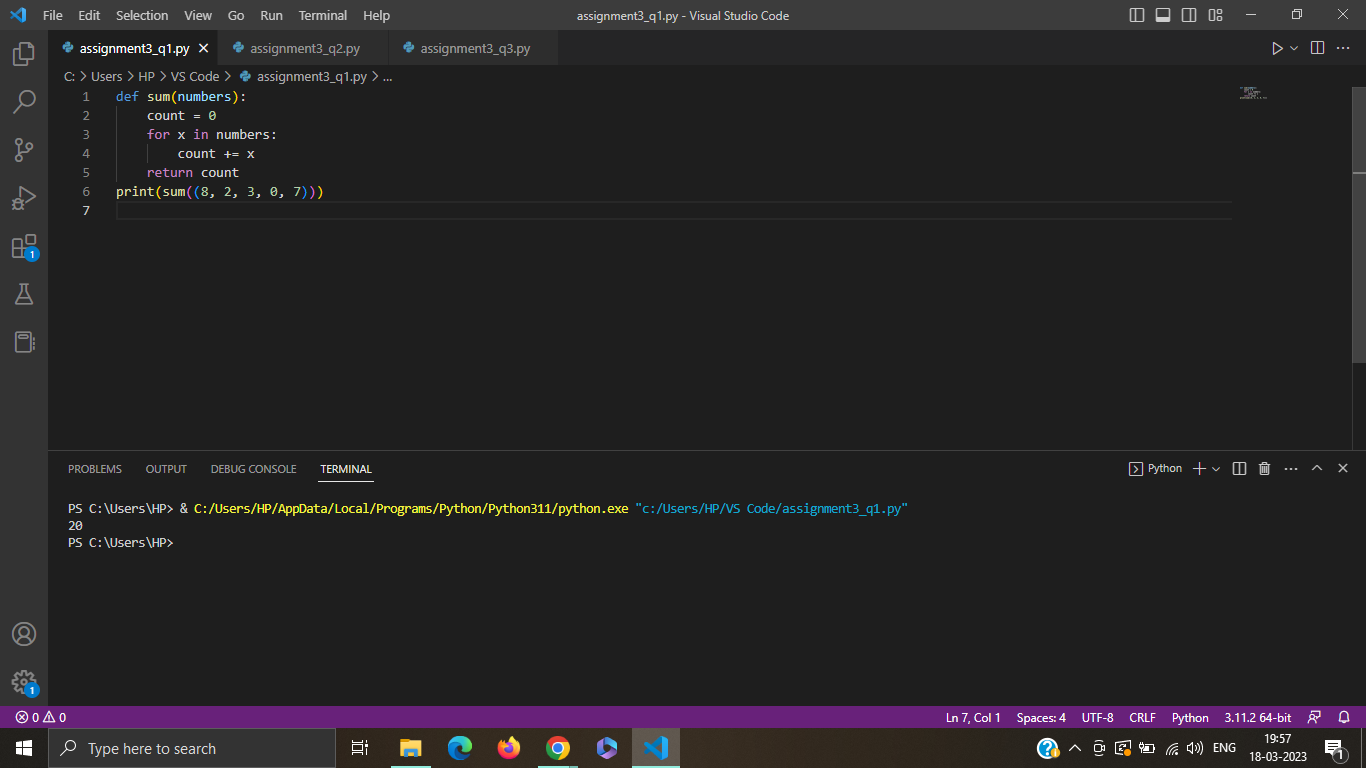 File Edit Selection View Go Run Terminal Help assignment3_q1.py - Visual Studio Code
assignment3_q1.py assignment3_q2.py assignment3_q3.py
C: > Users > HP > VS Code > assignment3_q1.py > ...
1 def sum(numbers):
2     count = 0
3     for x in numbers:
4         count += x
5     return count
6 print(sum((8, 2, 3, 0, 7)))
7
PROBLEMS OUTPUT DEBUG CONSOLE TERMINAL Python
PS C:\Users\HP> & C:/Users/HP/AppData/Local/Programs/Python/Python311/python.exe "c:/Users/HP/VS Code/assignment3_q1.py"
20
PS C:\Users\HP>
1
1
0 0 Ln 7, Col 1 Spaces: 4 UTF-8 CRLF Python 3.11.2 64-bit
Type here to search ENG 19:57
18-03-2023 1